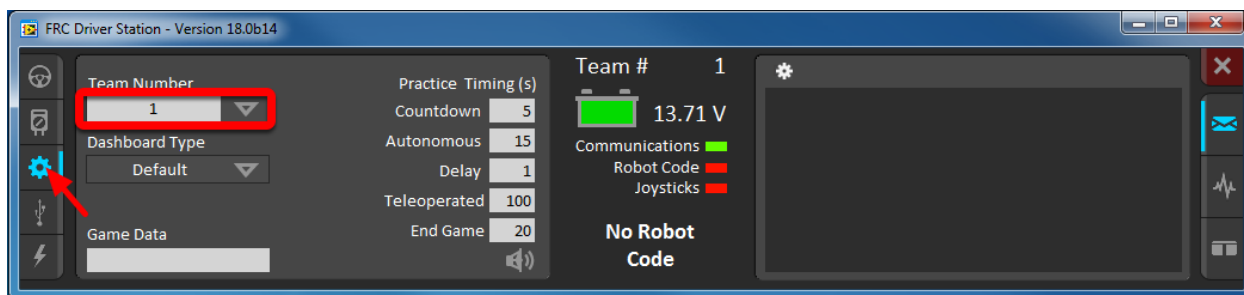 FRC Driver Station - Version 18.0b14
Team Number
1
Dashboard Type
Default
Game Data
Practice Timing (s)
Countdown 5
Autonomous 15
Delay 1
Teleoperated 100
End Game 20
Team # 1
13.71 V
Communications
Robot Code
Joysticks
No Robot
Code